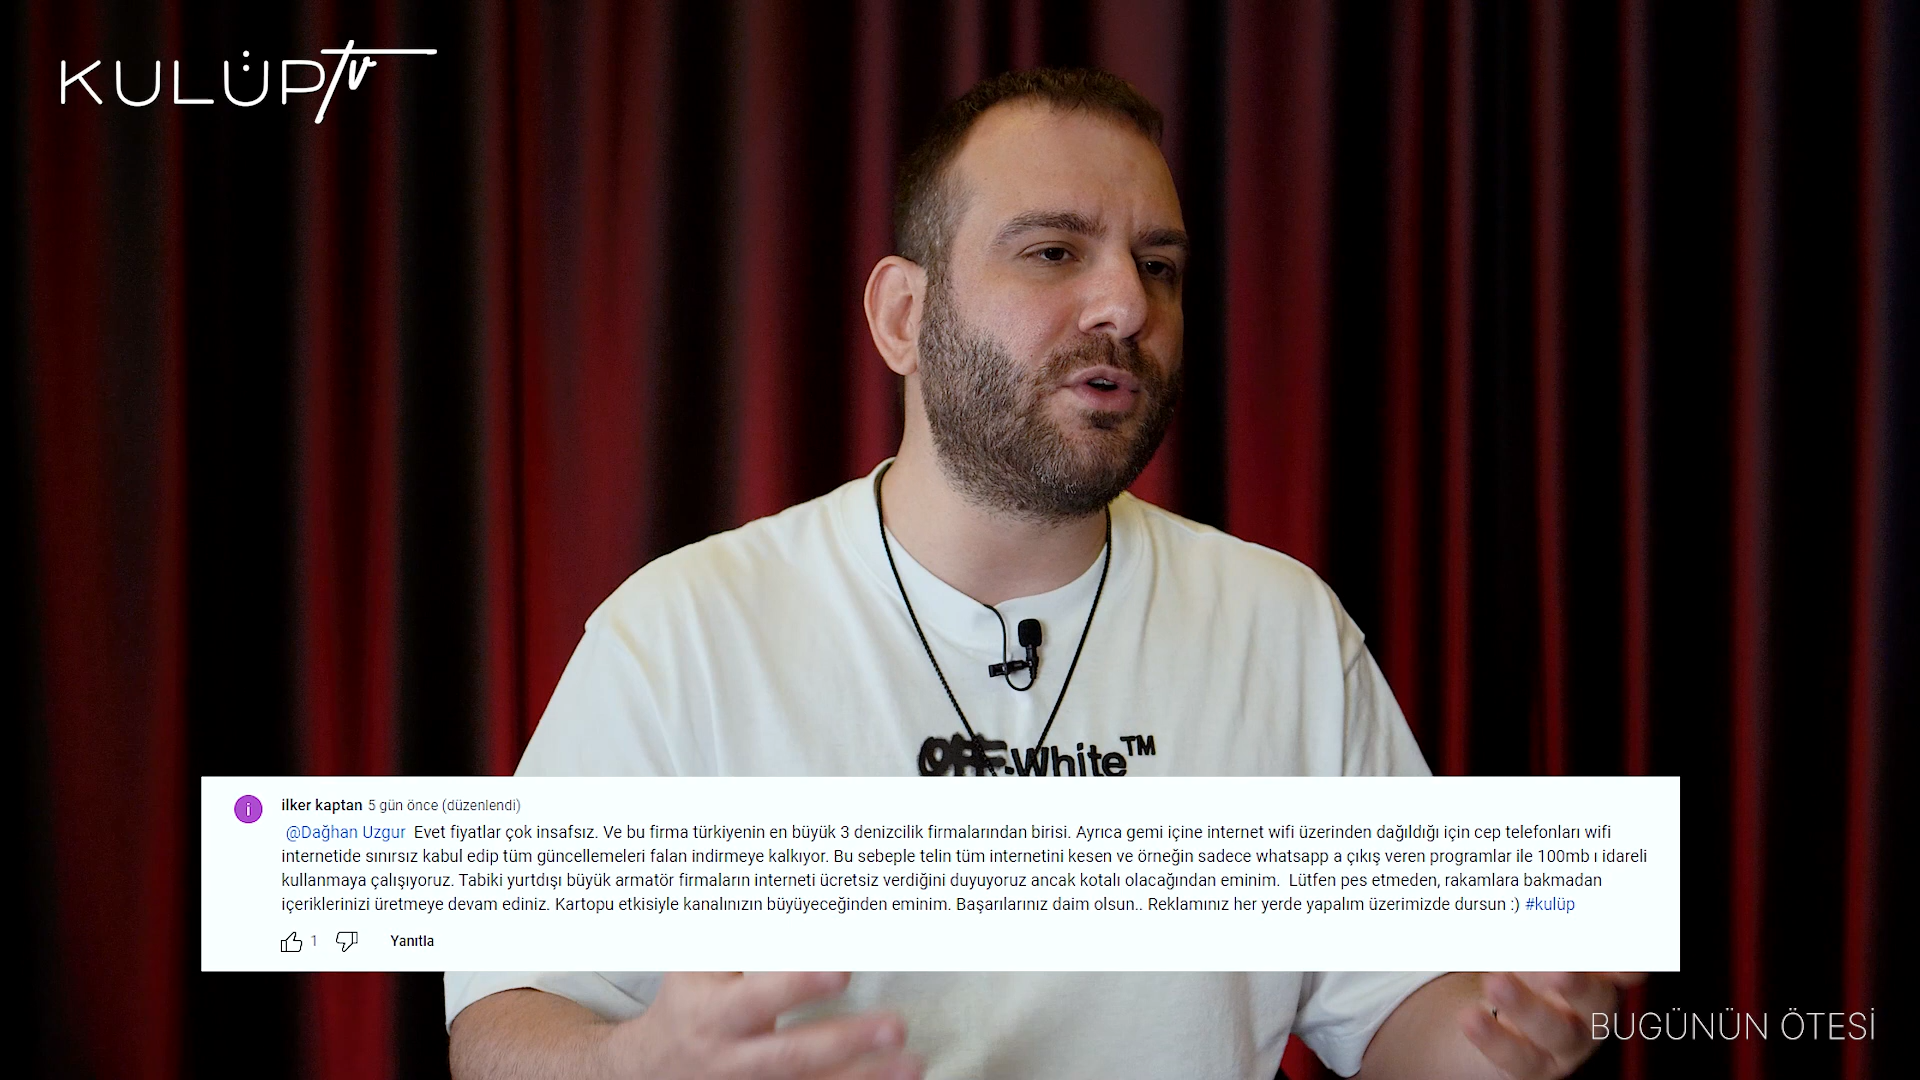 KULÜP tv
OFF-White™
ilker kaptan 5 gün önce (düzenlendi)
@Dağhan Uzgur Evet fiyatlar çok insafsız. Ve bu firma türkiyenin en büyük 3 denizcilik firmalarından birisi. Ayrıca gemi içine internet wifi üzerinden dağıldığı için cep telefonları wifi
internetide sınırsız kabul edip tüm güncellemeleri falan indirmeye kalkıyor. Bu sebeple telin tüm internetini kesen ve örneğin sadece whatsapp a çıkış veren programlar ile 100mb ı idareli
kullanmaya çalışıyoruz. Tabiki yurtdışı büyük armatör firmaların interneti ücretsiz verdiğini duyuyoruz ancak kotalı olacağından eminim. Lütfen pes etmeden, rakamlara bakmadan
içeriklerinizi üretmeye devam ediniz. Kartopu etkisiyle kanalınızın büyüyeceğinden eminim. Başarılarınız daim olsun.. Reklamınız her yerde yapalım üzerimizde dursun :) #kulüp
i
1
Yanıtla
BUGÜNÜN ÖTESİ